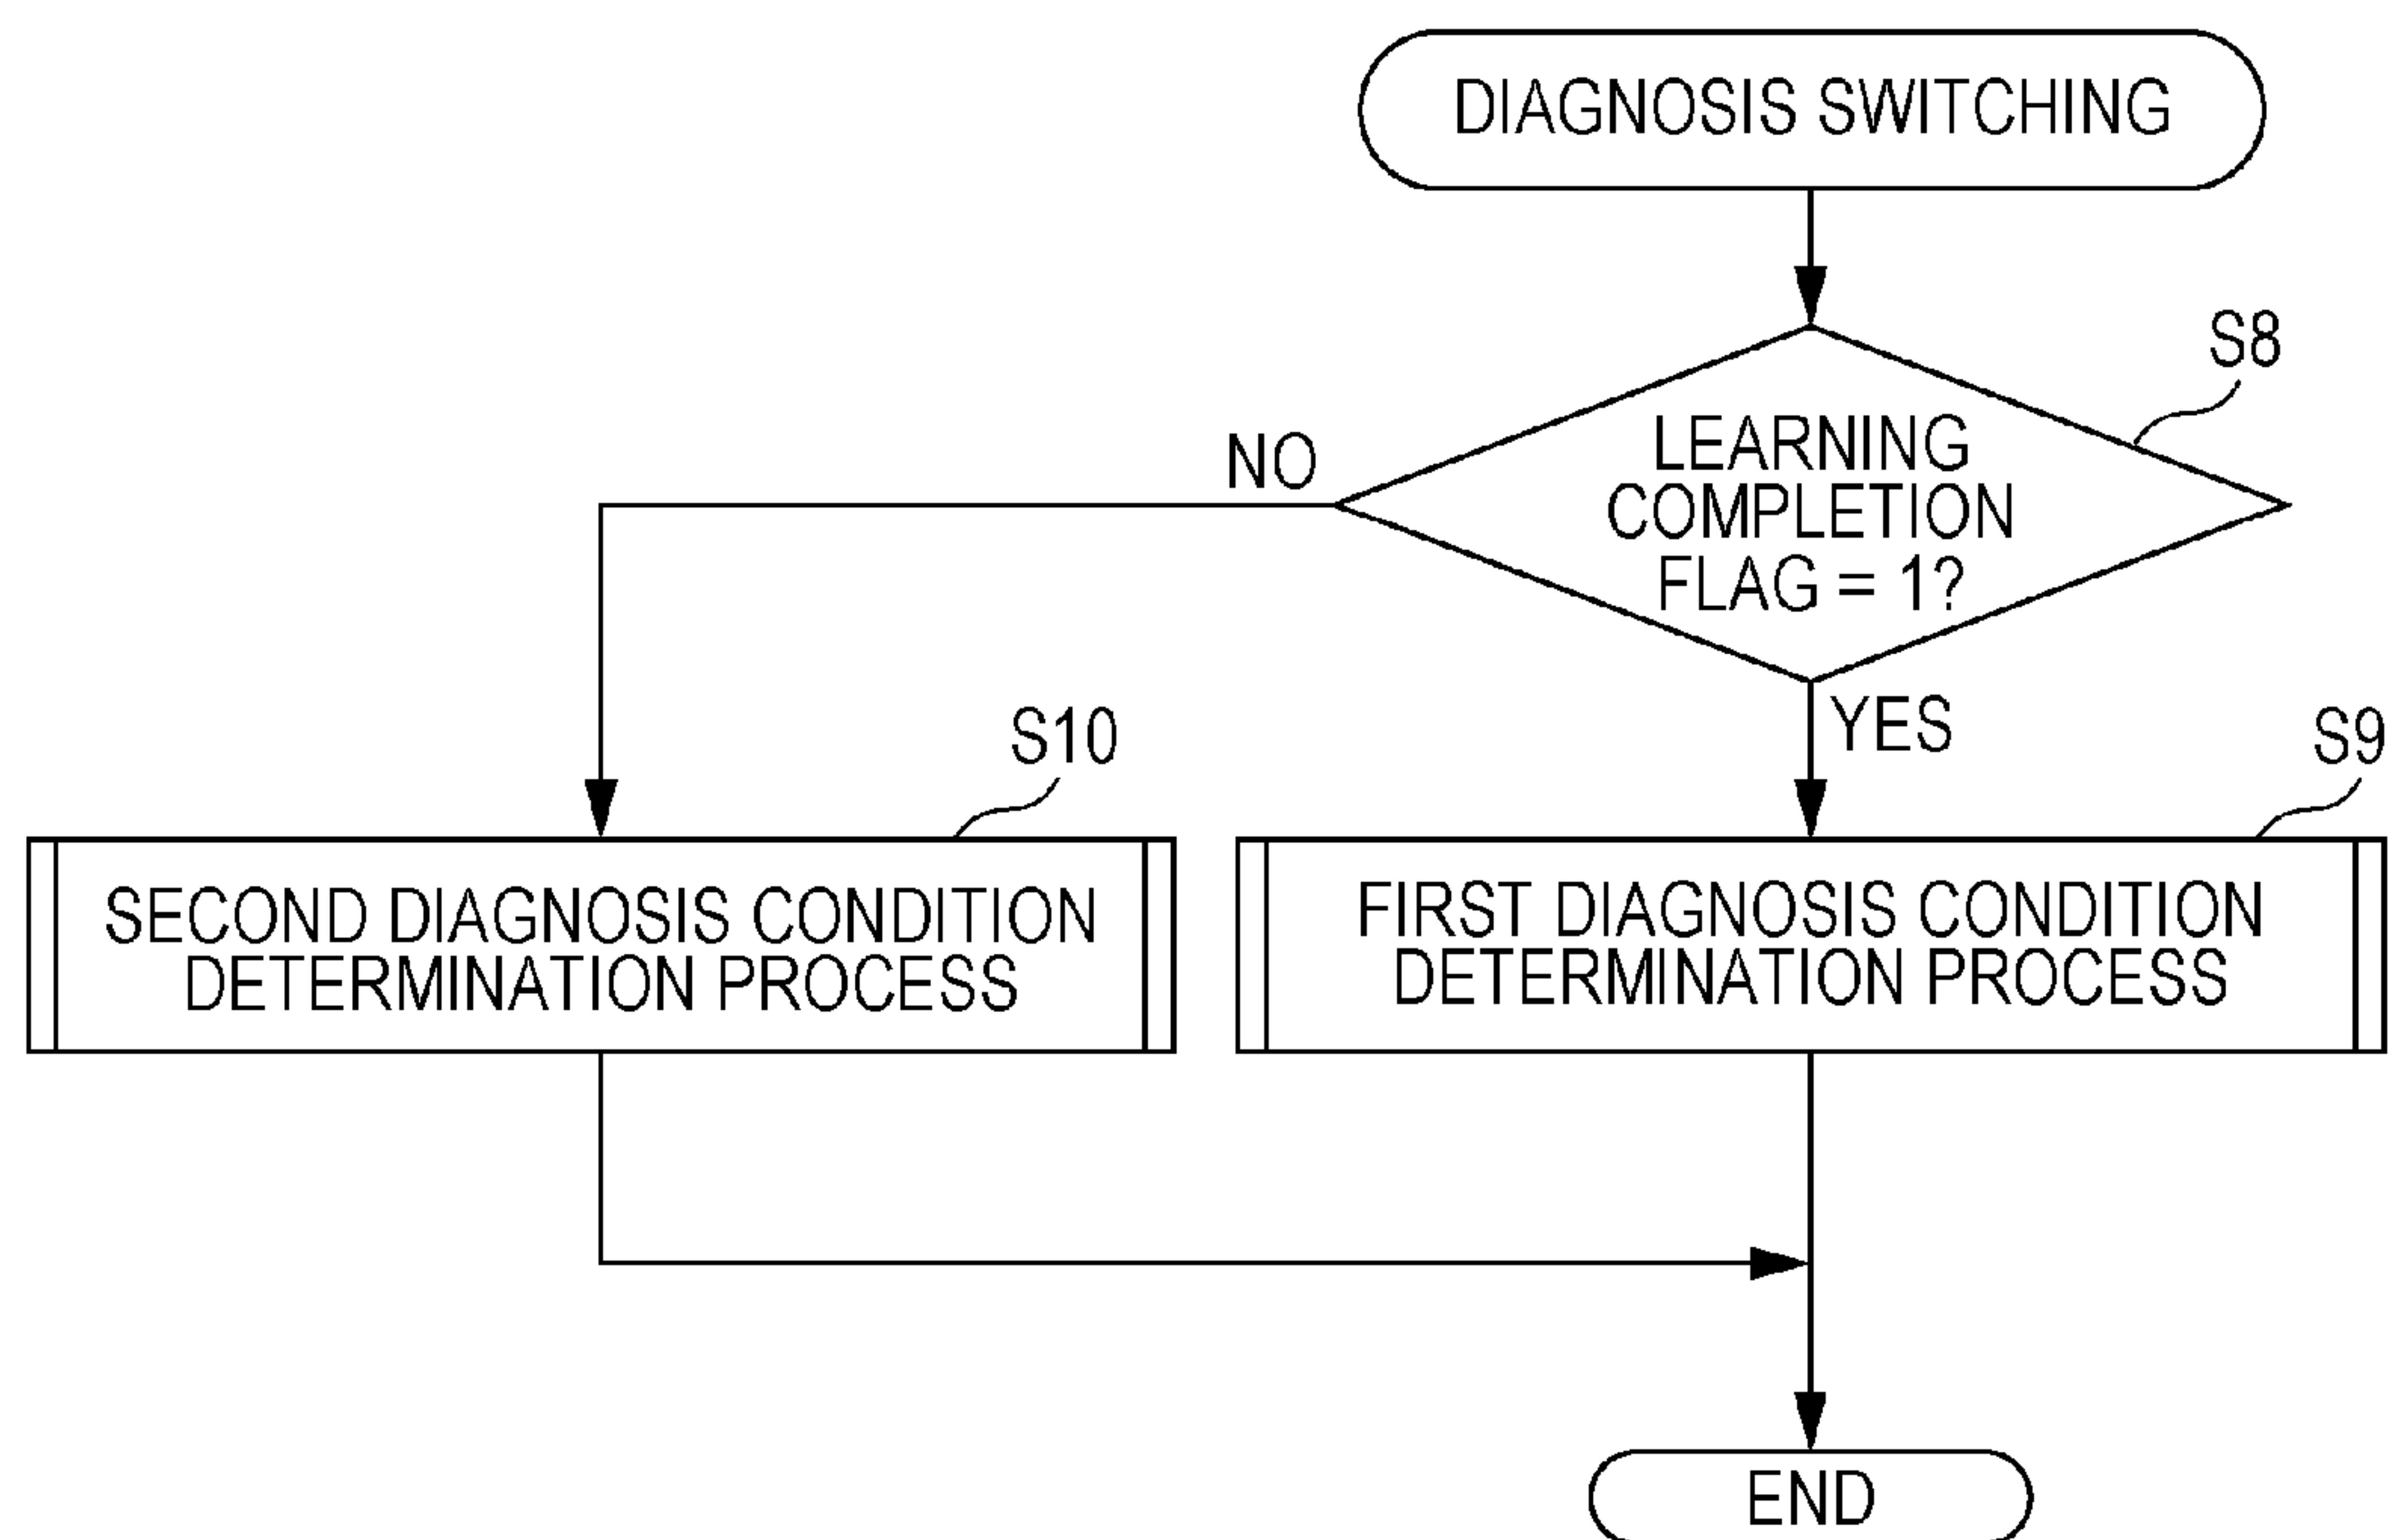 DIAGNOSIS SWITCHING
S8
LEARNING
COMPLETION
FLAG = 1?
NO
YES
S10
S9
SECOND DIAGNOSIS CONDITION
DETERMINATION PROCESS
FIRST DIAGNOSIS CONDITION
DETERMINATION PROCESS
END